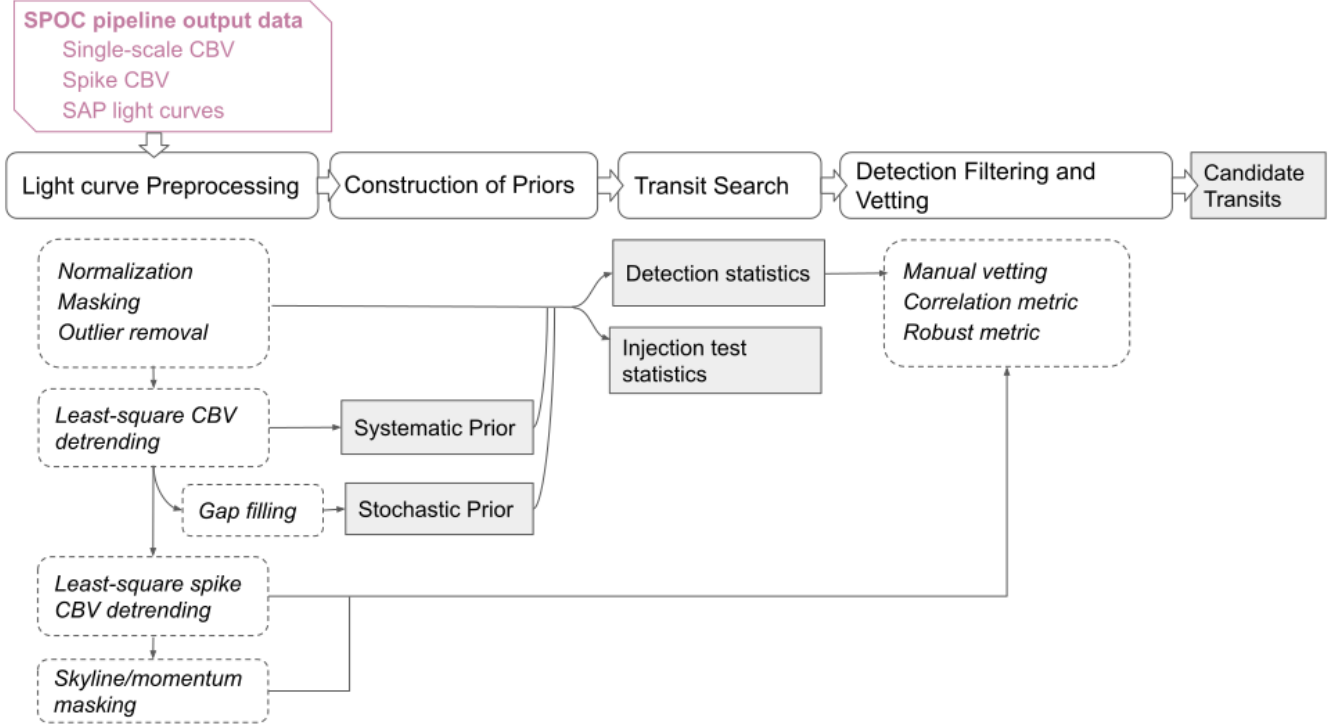 SPOC pipeline output data
Single-scale CBV
Spike CBV
SAP light curves
Light curve Preprocessing
Construction of Priors
Transit Search
Detection Filtering and
Vetting
Candidate
Transits
Normalization
Masking
Outlier removal
Detection statistics
Injection test
statistics
Manual vetting
Correlation metric
Robust metric
Least-square CBV
detrending
Systematic Prior
Gap filling
Stochastic Prior
Least-square spike
CBV detrending
Skyline/momentum
masking